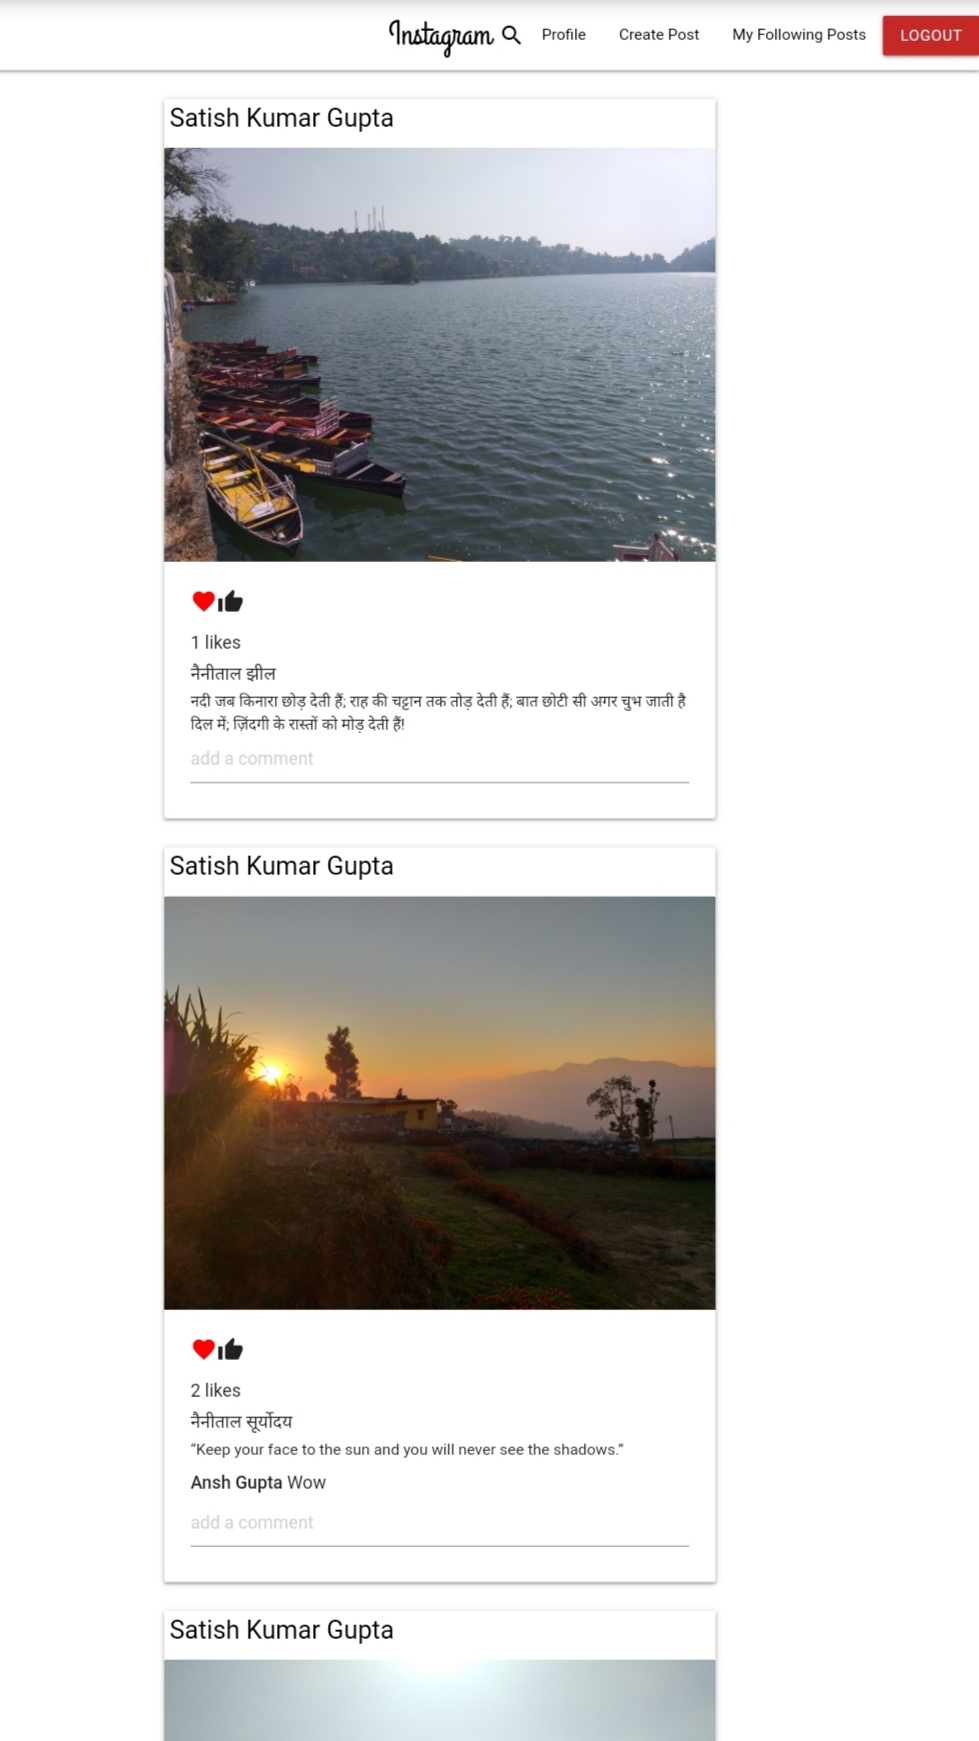 Instagram Profile Create Post My Following Posts LOGOUT
Satish Kumar Gupta
1 likes
नैनीताल झील
नदी जब किनारा छोड़ देती हैं; राह की चट्टान तक तोड़ देती हैं; बात छोटी सी अगर चुभ जाती है
दिल में; ज़िंदगी के रास्तों को मोड़ देती हैं!
add a comment
Satish Kumar Gupta
2 likes
नैनीताल सूर्योदय
“Keep your face to the sun and you will never see the shadows.”
Ansh Gupta Wow
add a comment
Satish Kumar Gupta